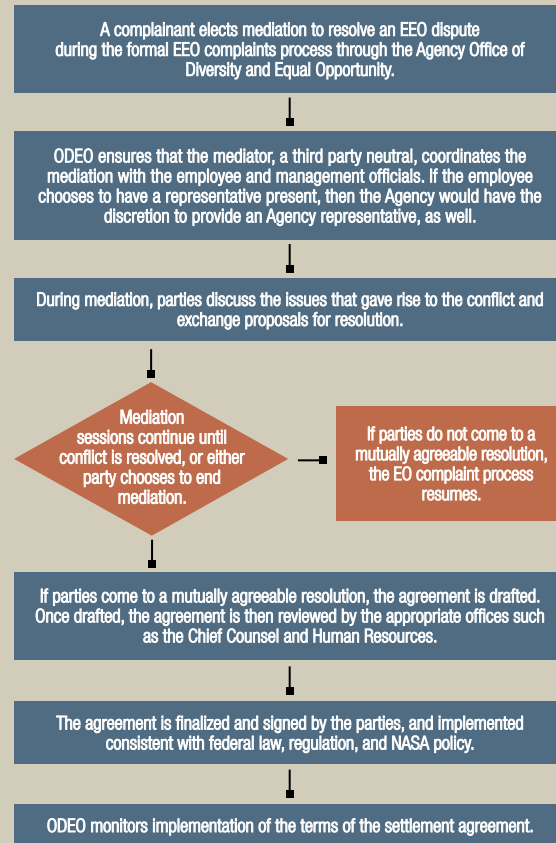 A complainant elects mediation to resolve an EEO dispute
during the formal EEO complaints process through the Agency Office of
Diversity and Equal Opportunity.
ODEO ensures that the mediator, a third party neutral, coordinates the
mediation with the employee and management officials. If the employee
chooses to have a representative present, then the Agency would have the
discretion to provide an Agency representative, as well.
During mediation, parties discuss the issues that gave rise to the conflict and
exchange proposals for resolution.
Mediation
sessions continue until
conflict is resolved, or either
party chooses to end
mediation.
If parties do not come to a
mutually agreeable resolution,
the EO complaint process
resumes.
If parties come to a mutually agreeable resolution, the agreement is drafted.
Once drafted, the agreement is then reviewed by the appropriate offices such
as the Chief Counsel and Human Resources.
The agreement is finalized and signed by the parties, and implemented
consistent with federal law, regulation, and NASA policy.
ODEO monitors implementation of the terms of the settlement agreement.